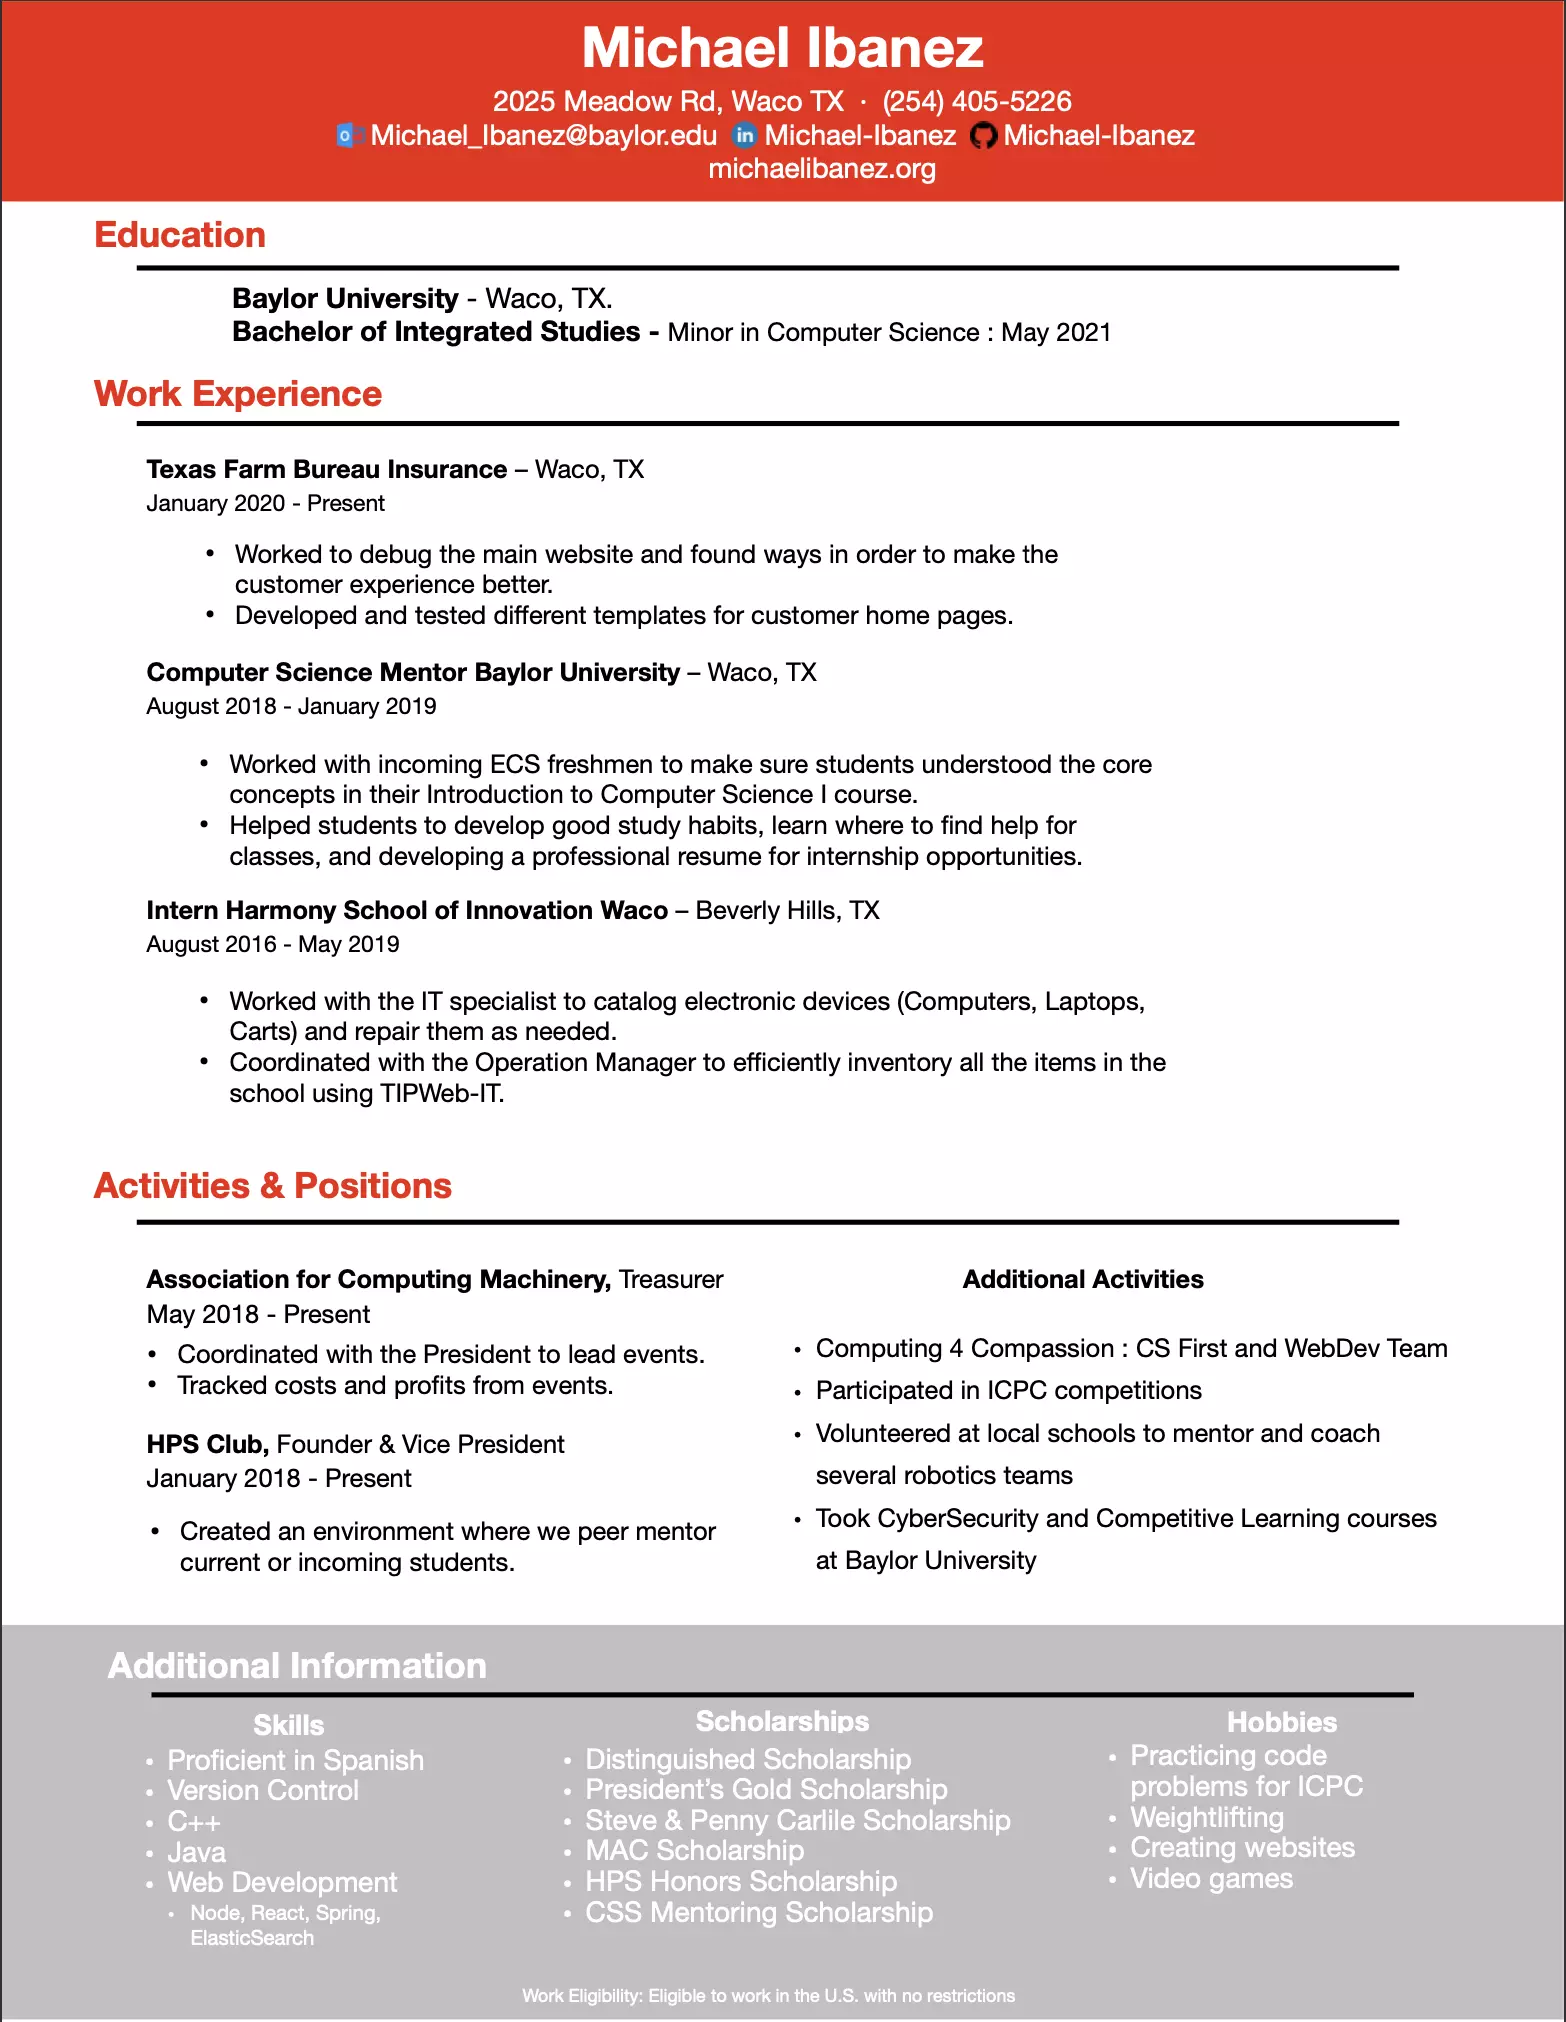 Michael Ibanez
2025 Meadow Rd, Waco TX · (254) 405-5226
Michael_Ibanez@baylor.edu Michael-Ibanez Michael-Ibanez
michaelibanez.org
Education
Baylor University - Waco, TX.
Bachelor of Integrated Studies - Minor in Computer Science : May 2021
Work Experience
Texas Farm Bureau Insurance – Waco, TX
January 2020 - Present
• Worked to debug the main website and found ways in order to make the
customer experience better.
• Developed and tested different templates for customer home pages.
Computer Science Mentor Baylor University – Waco, TX
August 2018 - January 2019
• Worked with incoming ECS freshmen to make sure students understood the core
concepts in their Introduction to Computer Science I course.
• Helped students to develop good study habits, learn where to find help for
classes, and developing a professional resume for internship opportunities.
Intern Harmony School of Innovation Waco – Beverly Hills, TX
August 2016 - May 2019
• Worked with the IT specialist to catalog electronic devices (Computers, Laptops,
Carts) and repair them as needed.
• Coordinated with the Operation Manager to efficiently inventory all the items in the
school using TIPWeb-IT.
Activities & Positions
Association for Computing Machinery, Treasurer
May 2018 - Present
• Coordinated with the President to lead events.
• Tracked costs and profits from events.
HPS Club, Founder & Vice President
January 2018 - Present
• Created an environment where we peer mentor
current or incoming students.
Additional Activities
• Computing 4 Compassion : CS First and WebDev Team
• Participated in ICPC competitions
• Volunteered at local schools to mentor and coach
several robotics teams
• Took CyberSecurity and Competitive Learning courses
at Baylor University
Additional Information
Skills
• Proficient in Spanish
• Version Control
• C++
• Java
• Web Development
• Node, React, Spring,
ElasticSearch
Scholarships
• Distinguished Scholarship
• President’s Gold Scholarship
• Steve & Penny Carlile Scholarship
• MAC Scholarship
• HPS Honors Scholarship
• CSS Mentoring Scholarship
Hobbies
• Practicing code
problems for ICPC
• Weightlifting
• Creating websites
• Video games
Work Eligibility: Eligible to work in the U.S. with no restrictions